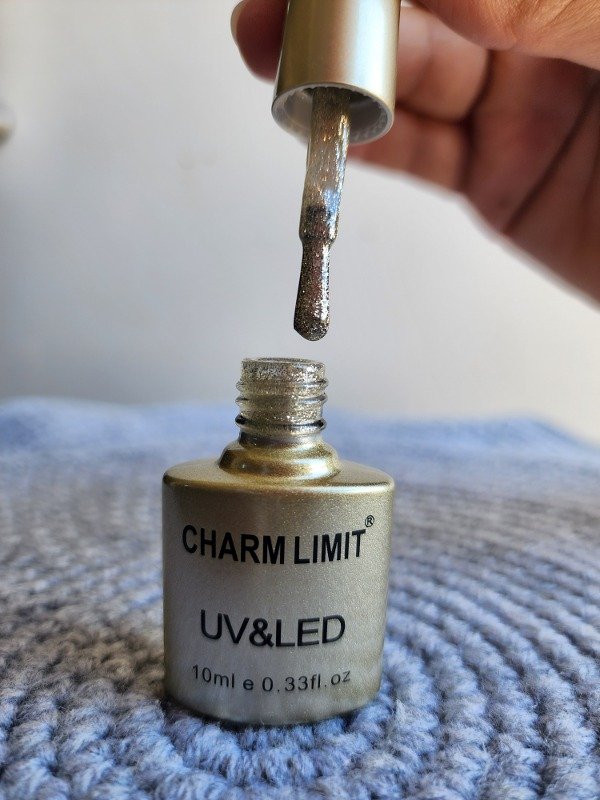 CHARM LIMIT®
UV&LED
10ml e 0.33fl.oz